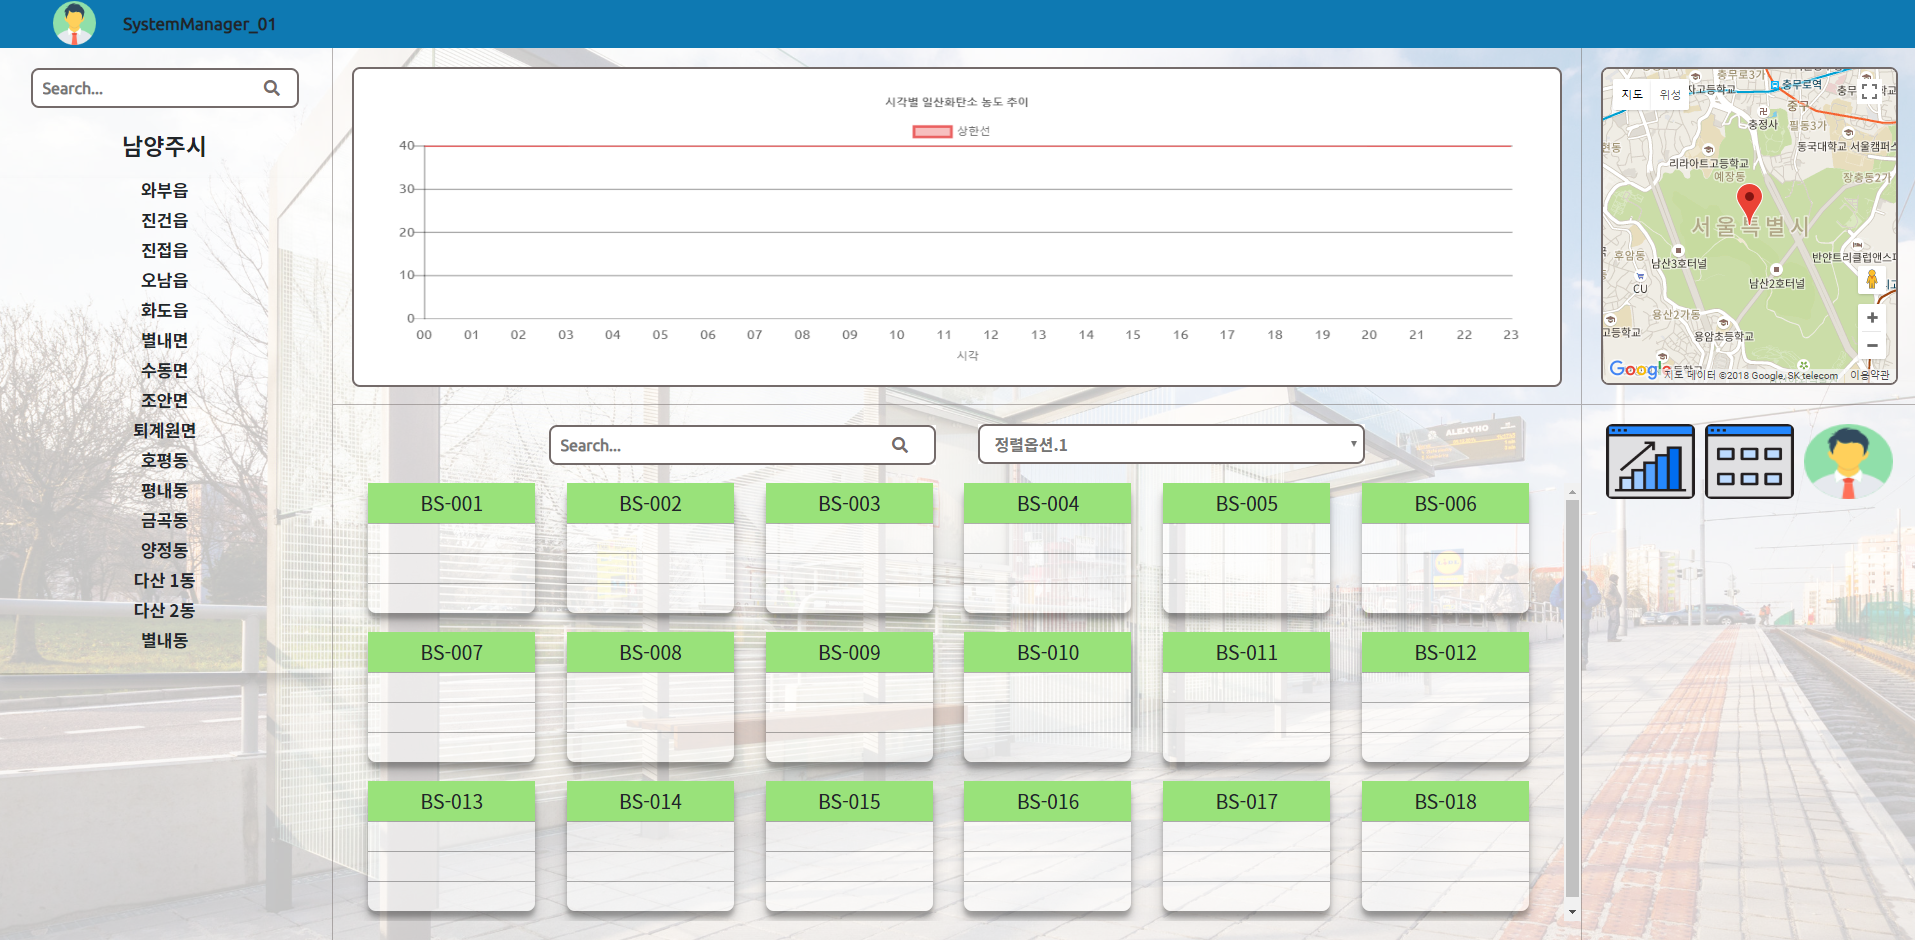 SystemManager_01
Search...
남양주시
와부읍
진건읍
진접읍
오남읍
화도읍
별내면
수동면
조안면
퇴계원면
호평동
평내동
금곡동
양정동
다산 1동
다산 2동
별내동
시각별 일산화탄소 농도 추이
상한선
40
30
20
10
0
00 01 02 03 04 05 06 07 08 09 10 11 12 13 14 15 16 17 18 19 20 21 22 23
시각
지도 위성
충무로3가
충무로역
자고등학교
중구
충정사
필동3가
현동
동국대학교 서울캠퍼스
리라아트고등학교
예장동
장충동2가
서울특별시
후암동
남산3호터널
반얀트리클럽앤스파
CU
남산2호터널
용산2가동
고등학교
용암초등학교
Google
지도 데이터 ©2018 Google, SK telecom 이용약관
Search...
정렬옵션.1
ALEXYHO
BS-001 BS-002 BS-003 BS-004 BS-005 BS-006
BS-007 BS-008 BS-009 BS-010 BS-011 BS-012
BS-013 BS-014 BS-015 BS-016 BS-017 BS-018